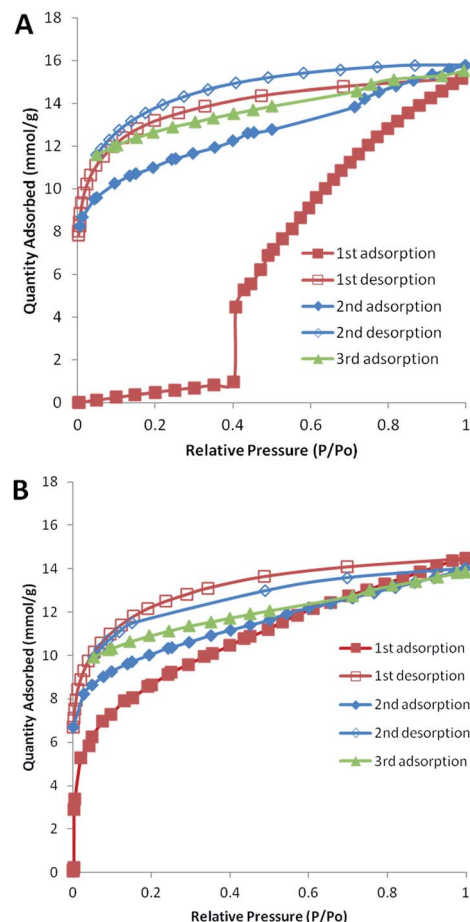 A
18
16
14
12
10
8
6
4
2
0
Quantity Adsorbed (mmol/g)
1st adsorption
1st desorption
2nd adsorption
2nd desorption
3rd adsorption
0 0.2 0.4 0.6 0.8 1
Relative Pressure (P/Po)
B
18
16
14
12
10
8
6
4
2
0
Quantity Adsorbed (mmol/g)
1st adsorption
1st desorption
2nd adsorption
2nd desorption
3rd adsorption
0 0.2 0.4 0.6 0.8 1
Relative Pressure (P/Po)